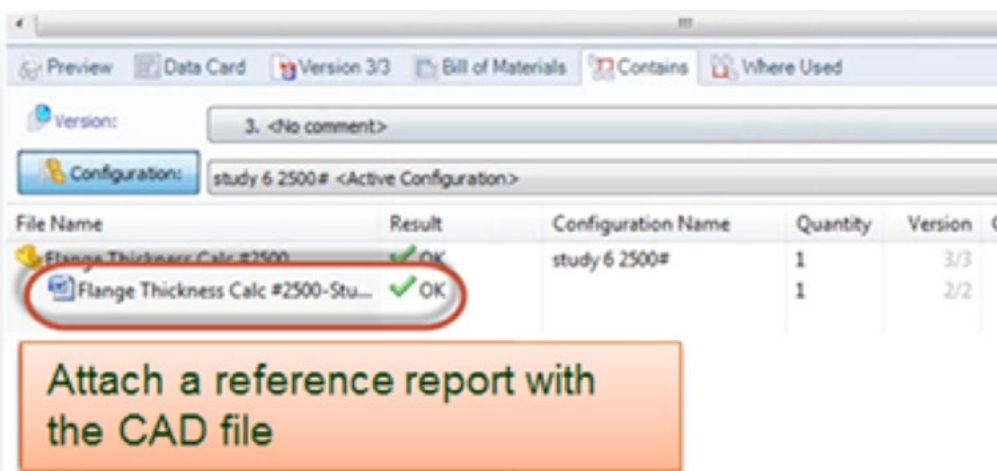 Preview Data Card Version 3/3 Bill of Materials Contains Where Used
Version: 3. <No comment>
Configuration: study 6 2500# <Active Configuration>
File Name Result Configuration Name Quantity Version
Flange Thickness Calc #2500 OK study 6 2500# 1 3/3
Flange Thickness Calc #2500-Stu... OK 1 2/2
Attach a reference report with
the CAD file